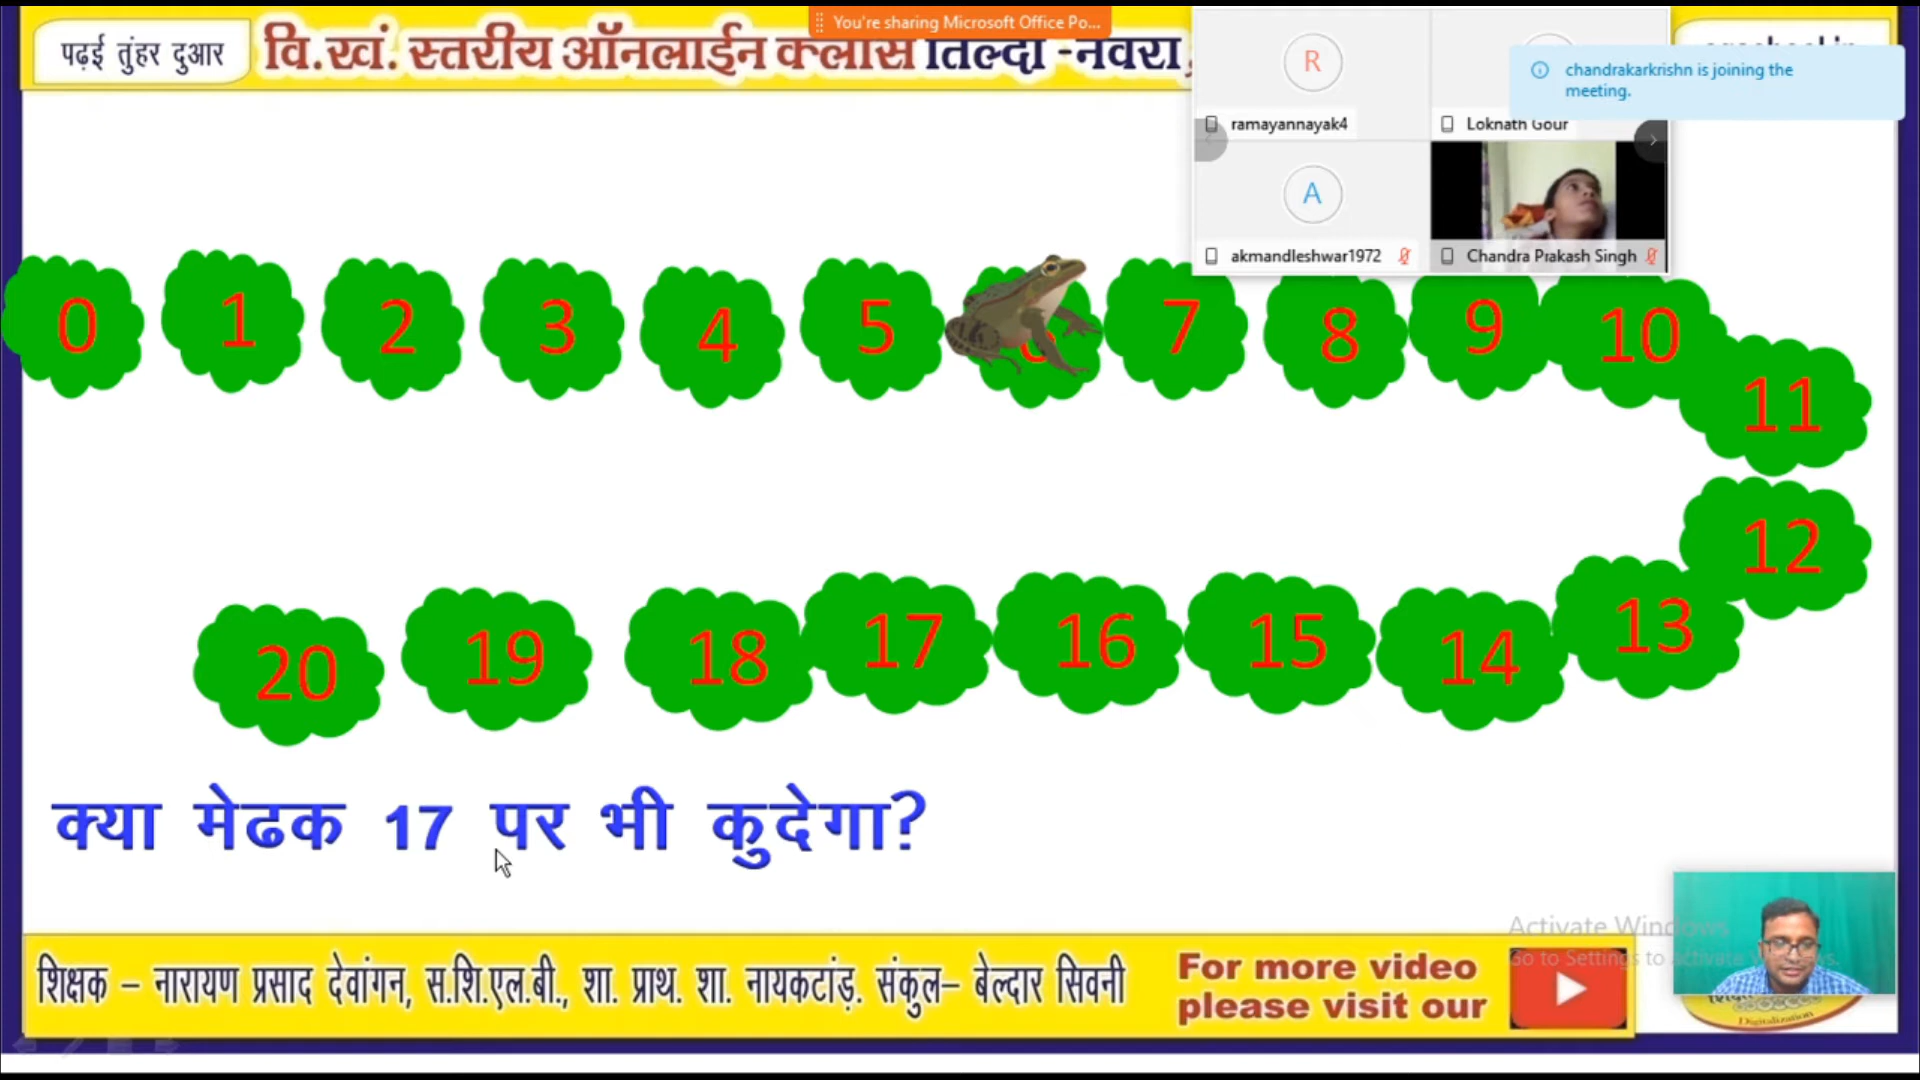 You're sharing Microsoft Office Po...
पढ़ई तुंहर दुआर
वि.खं. स्तरीय ऑनलाईन क्लास तिल्दा -नेवरा
R
ramayannayak4
Loknath Gour
A
akmandleshwar1972
Chandra Prakash Singh
chandrakarkrishn is joining the
meeting.
0 1 2 3 4 5 6 7 8 9 10
11
12
20 19 18 17 16 15 14 13
क्या मेढक 17 पर भी कुदेगा?
Activate Windows
Go to Settings to activate Windows.
शिक्षक – नारायण प्रसाद देवांगन, स.शि.एल.बी., शा. प्राथ. शा. नायकटांड़. संकुल– बेल्दार सिवनी
For more video
please visit our
Digitalization